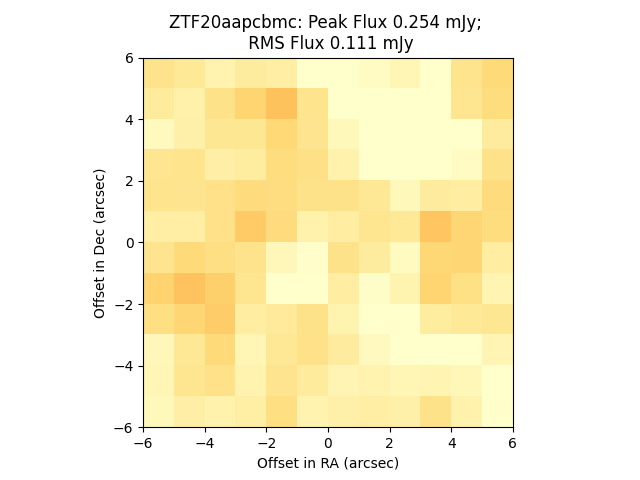 ZTF20aapcbmc: Peak Flux 0.254 mJy;
RMS Flux 0.111 mJy
6
4
2
0
−2
−4
−6
Offset in Dec (arcsec)
−6 −4 −2 0 2 4 6
Offset in RA (arcsec)